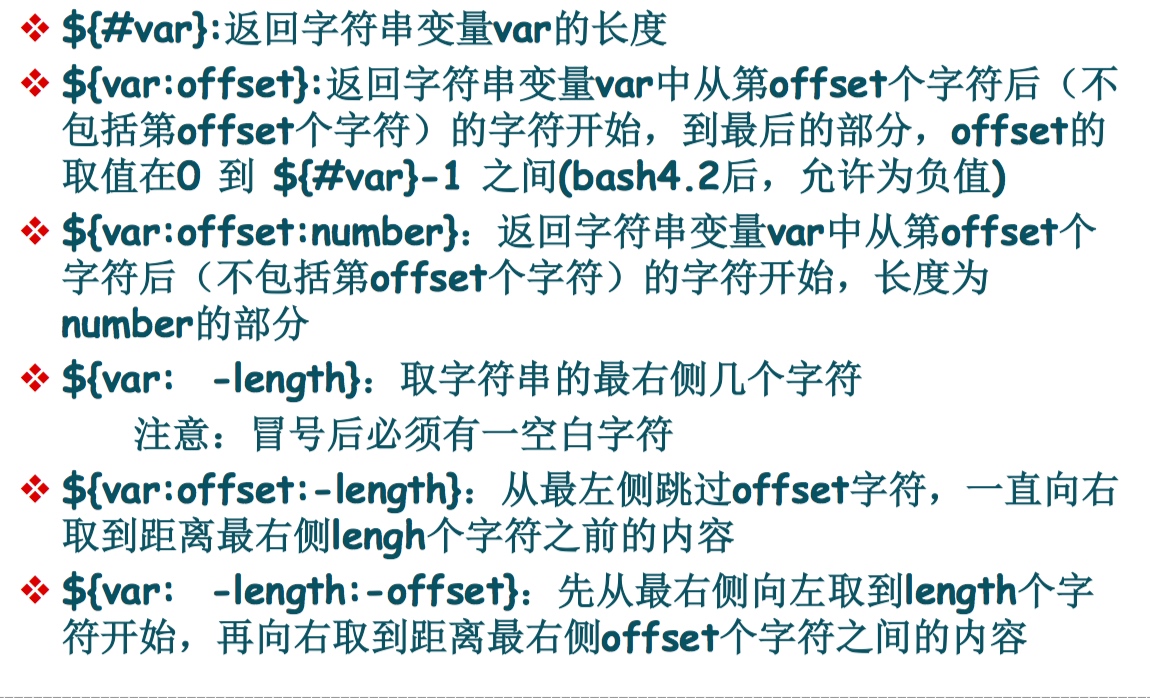 ❖ ${#var}:返回字符串变量var的长度
❖ ${var:offset}:返回字符串变量var中从第offset个字符后（不
包括第offset个字符）的字符开始，到最后的部分，offset的
取值在0 到 ${#var}-1 之间(bash4.2后，允许为负值)
❖ ${var:offset:number}：返回字符串变量var中从第offset个
字符后（不包括第offset个字符）的字符开始，长度为
number的部分
❖ ${var: -length}：取字符串的最右侧几个字符
注意：冒号后必须有一空白字符
❖ ${var:offset:-length}：从最左侧跳过offset字符，一直向右
取到距离最右侧lengh个字符之前的内容
❖ ${var: -length:-offset}：先从最右侧向左取到length个字
符开始，再向右取到距离最右侧offset个字符之间的内容